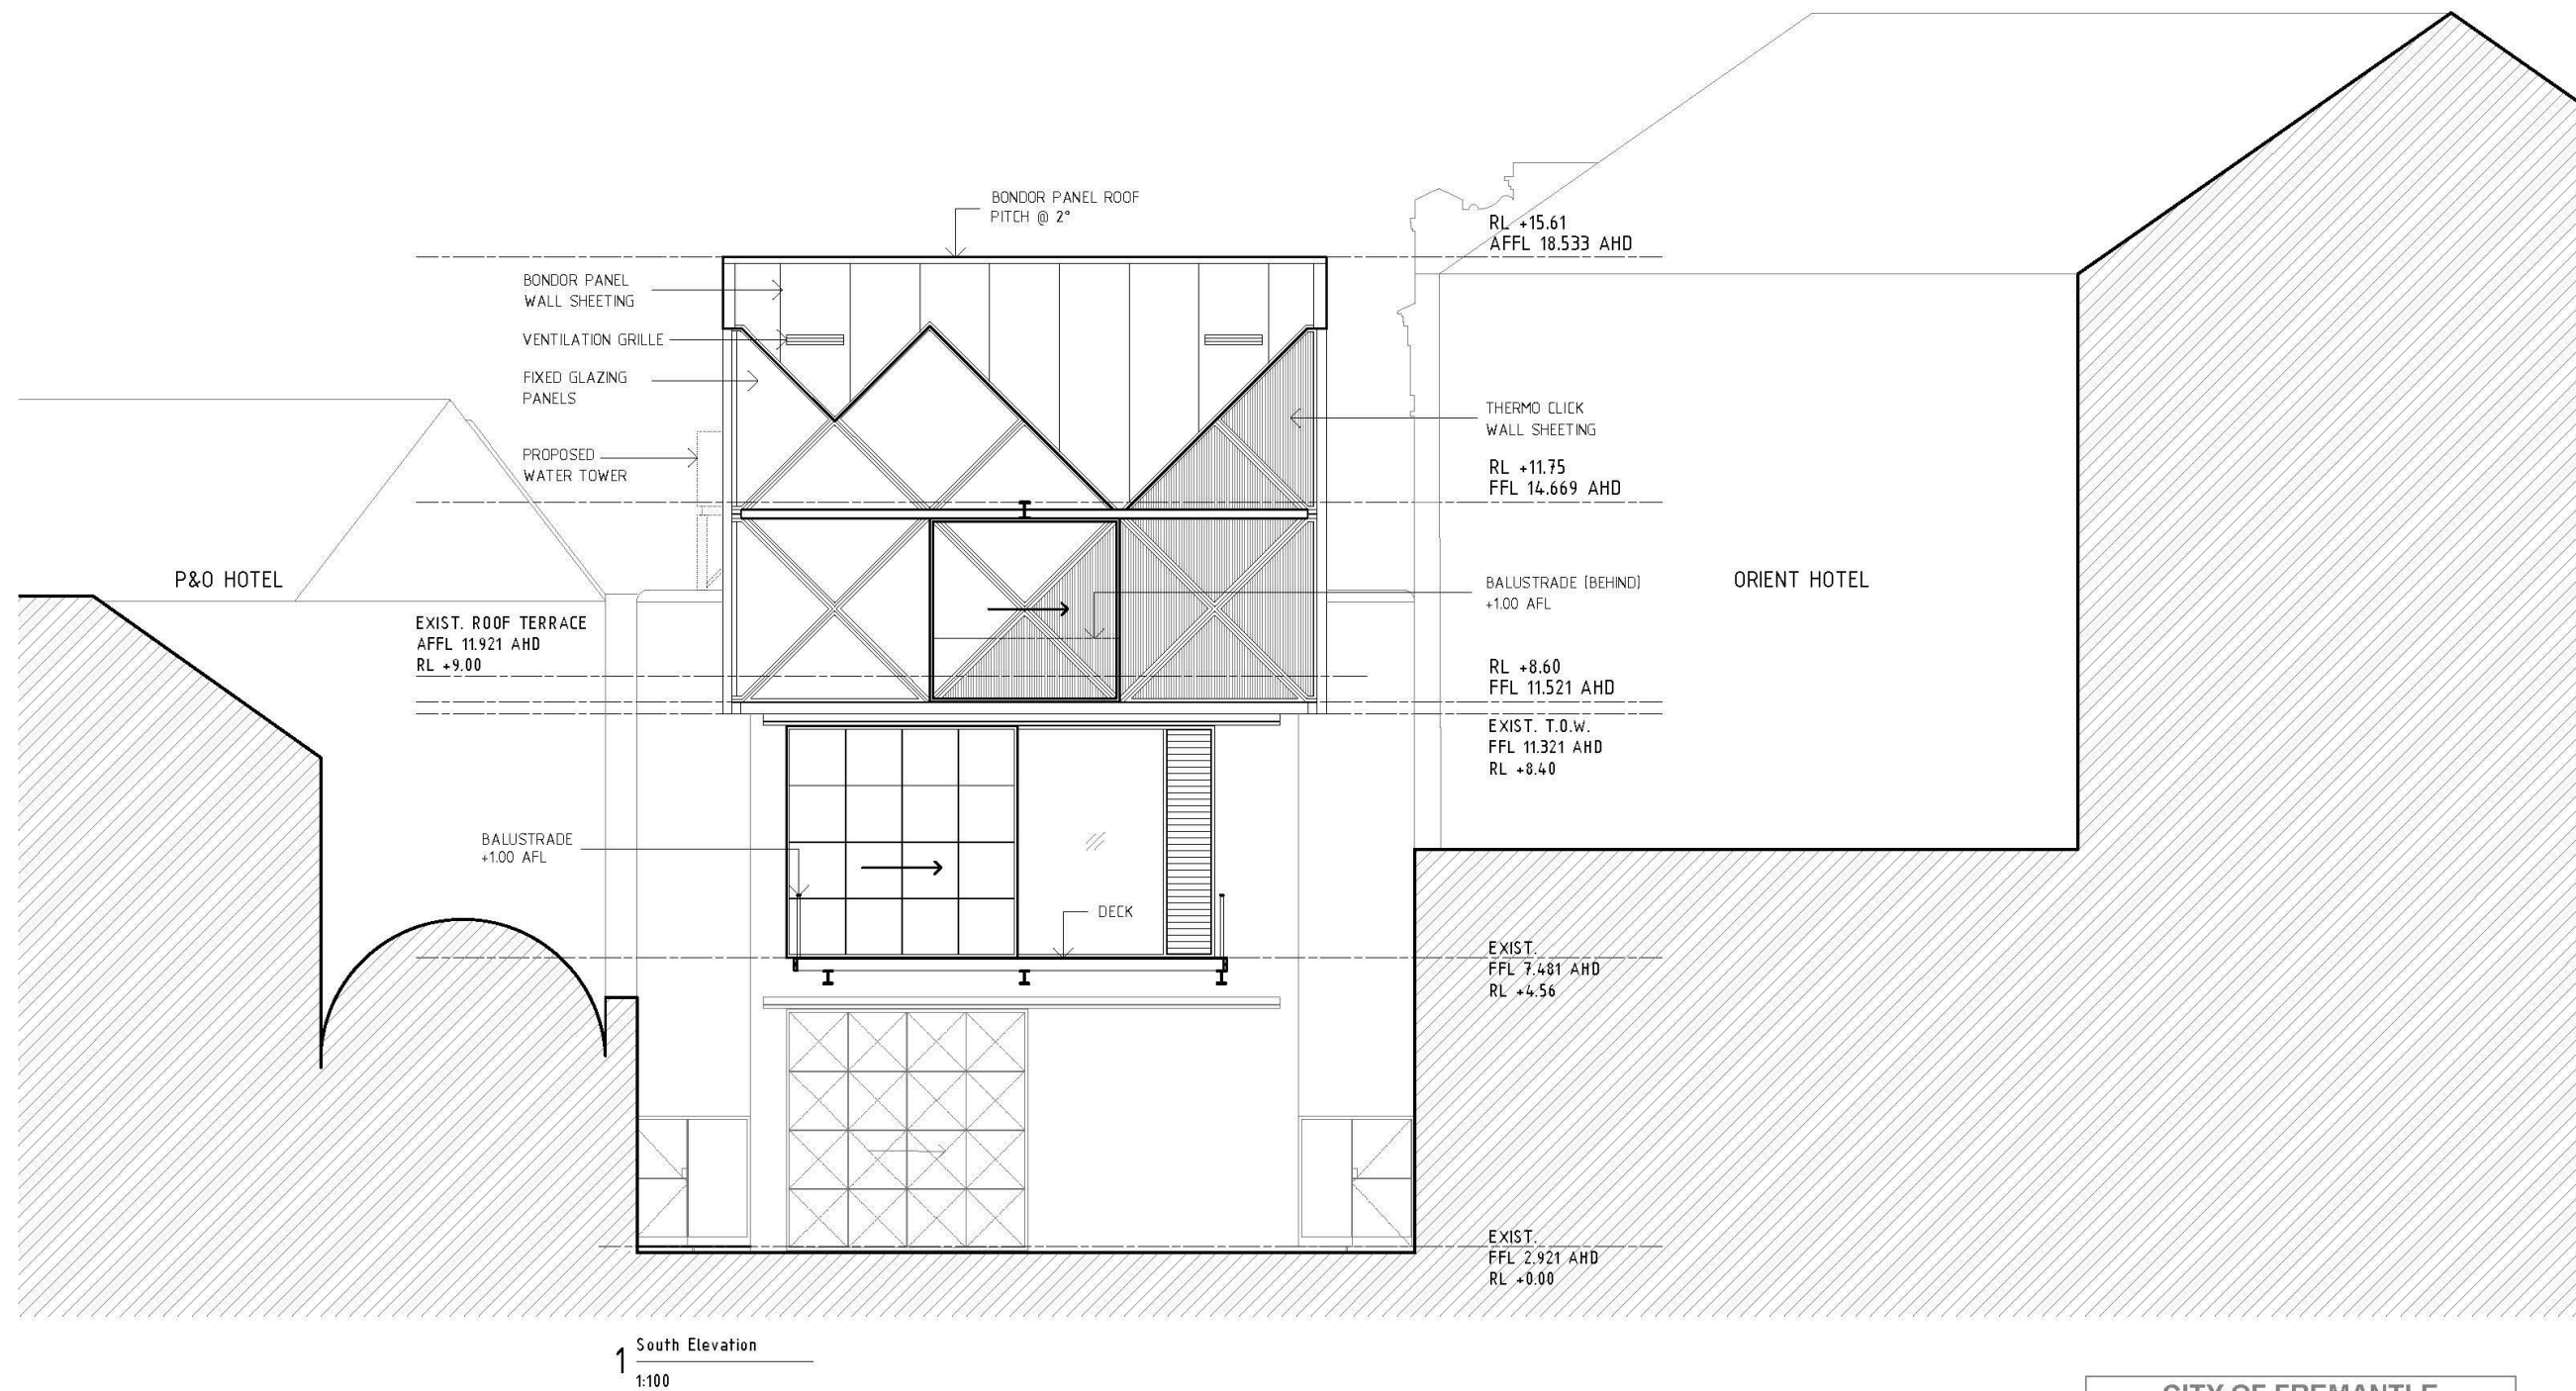 BONDOR PANEL ROOF
PITCH @ 2°
RL +15.61
AFFL 18.533 AHD
BONDOR PANEL
WALL SHEETING
VENTILATION GRILLE
FIXED GLAZING
PANELS
THERMO CLICK
WALL SHEETING
PROPOSED
WATER TOWER
RL +11.75
FFL 14.669 AHD
P&O HOTEL
BALUSTRADE (BEHIND)
+1.00 AFL
ORIENT HOTEL
EXIST. ROOF TERRACE
AFFL 11.921 AHD
RL +9.00
RL +8.60
FFL 11.521 AHD
EXIST. T.O.W.
FFL 11.321 AHD
RL +8.40
BALUSTRADE
+1.00 AFL
DECK
EXIST.
FFL 7.481 AHD
RL +4.56
EXIST.
FFL 2.921 AHD
RL +0.00
1 South Elevation
1:100
CITY OF FREMANTLE